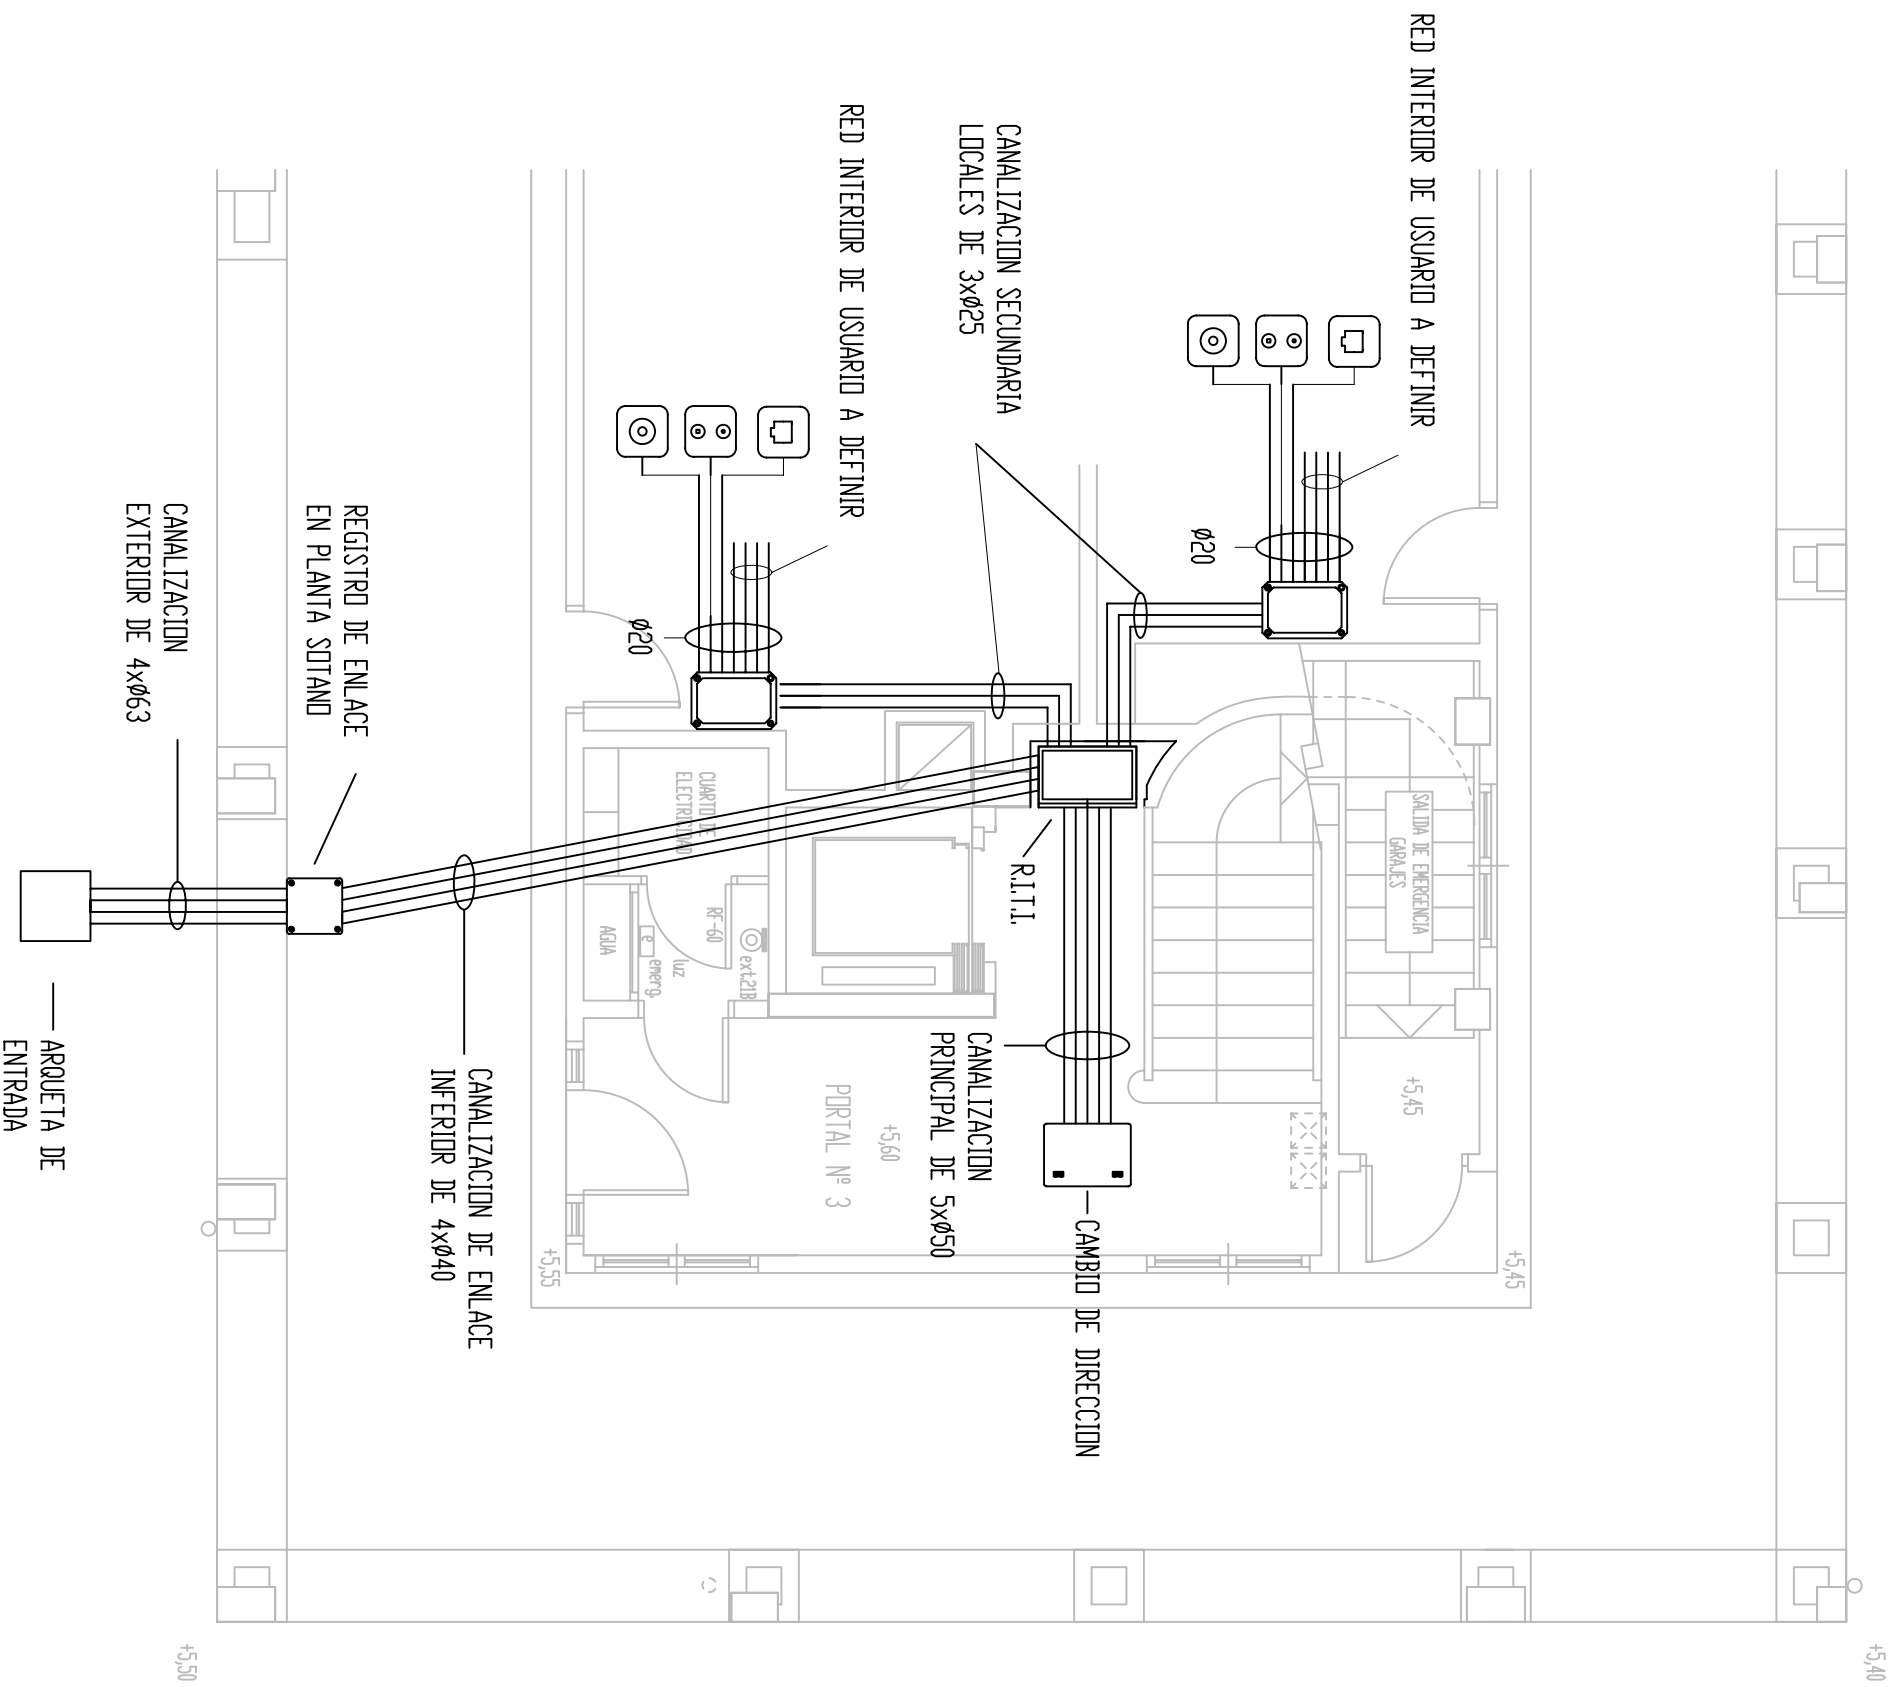 RED INTERIOR DE USUARIO A DEFINIR
Ø20
CANALIZACION SECUNDARIA
LOCALES DE 3xØ25
RED INTERIOR DE USUARIO A DEFINIR
Ø20
REGISTRO DE ENLACE
EN PLANTA SOTANO
CANALIZACION
EXTERIOR DE 4xØ63
SALIDA DE EMERGENCIA
GARAJES
R.I.T.I.
CUARTO DE
ELECTRICIDAD
RF-60
AGUA
e
luz
emerg.
ext.21B
CANALIZACION
PRINCIPAL DE 5xØ50
CAMBIO DE DIRECCION
PORTAL Nº 3
+5,60
+5,45
+5,45
+5,55
CANALIZACION DE ENLACE
INFERIOR DE 4xØ40
ARQUETA DE
ENTRADA
+5,40
+5,50